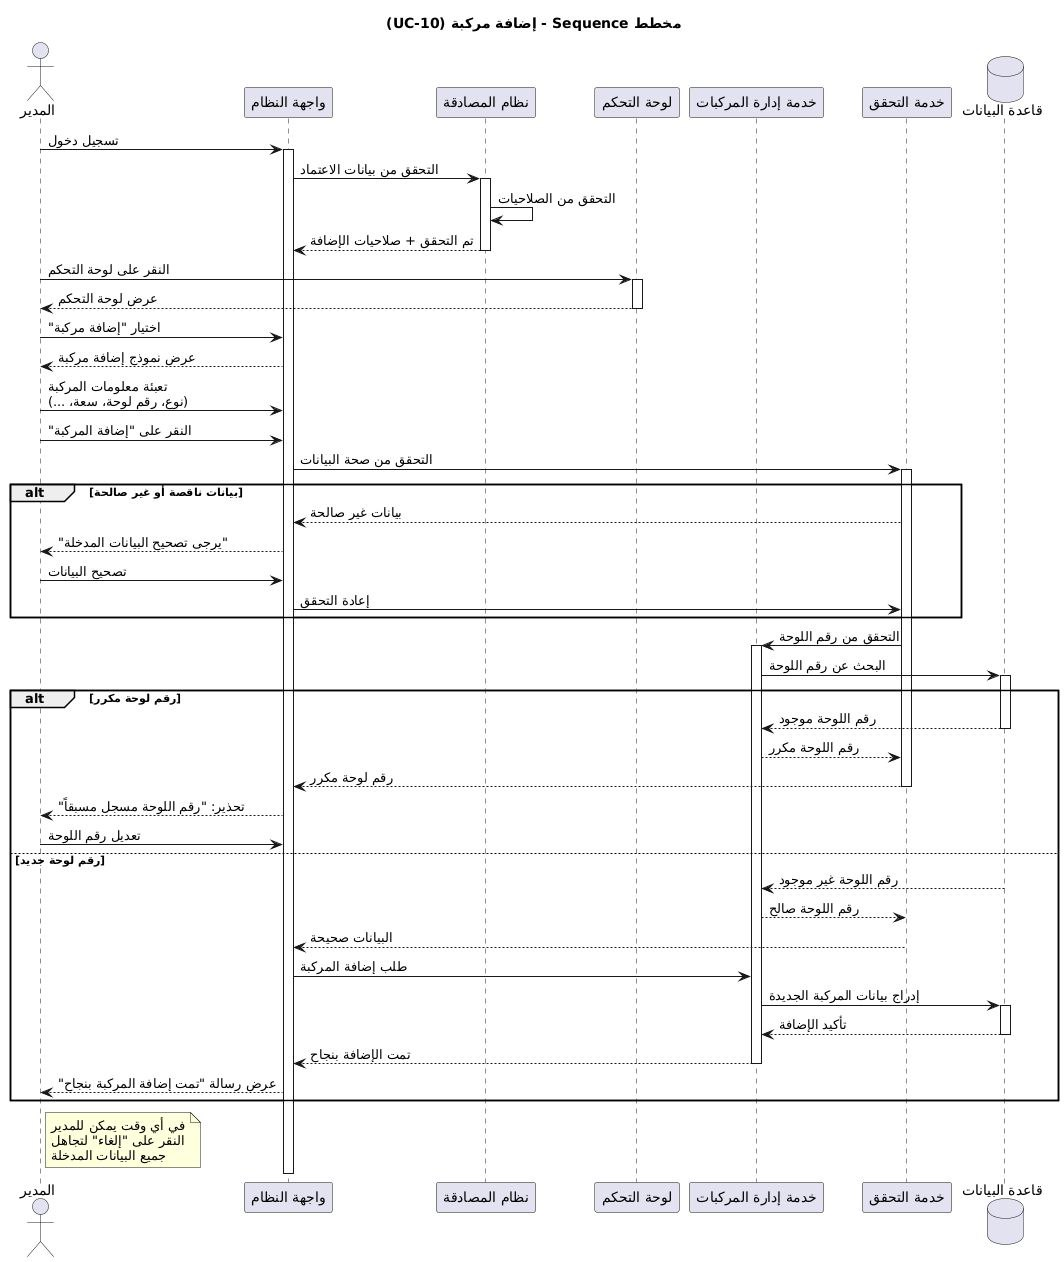 مخطط Sequence - إضافة مركبة (UC-10)
المدير
واجهة النظام
نظام المصادقة
لوحة التحكم
خدمة إدارة المركبات
خدمة التحقق
قاعدة البيانات
تسجيل دخول
التحقق من بيانات الاعتماد
التحقق من الصلاحيات
تم التحقق + صلاحيات الإضافة
النقر على لوحة التحكم
عرض لوحة التحكم
اختيار "إضافة مركبة"
عرض نموذج إضافة مركبة
تعبئة معلومات المركبة
(نوع، رقم لوحة، سعة، ...)
النقر على "إضافة المركبة"
التحقق من صحة البيانات
alt
[بيانات ناقصة أو غير صالحة]
بيانات غير صالحة
"يرجى تصحيح البيانات المدخلة"
تصحيح البيانات
إعادة التحقق
التحقق من رقم اللوحة
البحث عن رقم اللوحة
alt
[رقم لوحة مكرر]
رقم اللوحة موجود
رقم اللوحة مكرر
رقم لوحة مكرر
تحذير: "رقم اللوحة مسجل مسبقاً"
تعديل رقم اللوحة
[رقم لوحة جديد]
رقم اللوحة غير موجود
رقم اللوحة صالح
البيانات صحيحة
طلب إضافة المركبة
إدراج بيانات المركبة الجديدة
تأكيد الإضافة
تمت الإضافة بنجاح
عرض رسالة "تمت إضافة المركبة بنجاح"
في أي وقت يمكن للمدير
النقر على "إلغاء" لتجاهل
جميع البيانات المدخلة
المدير
واجهة النظام
نظام المصادقة
لوحة التحكم
خدمة إدارة المركبات
خدمة التحقق
قاعدة البيانات